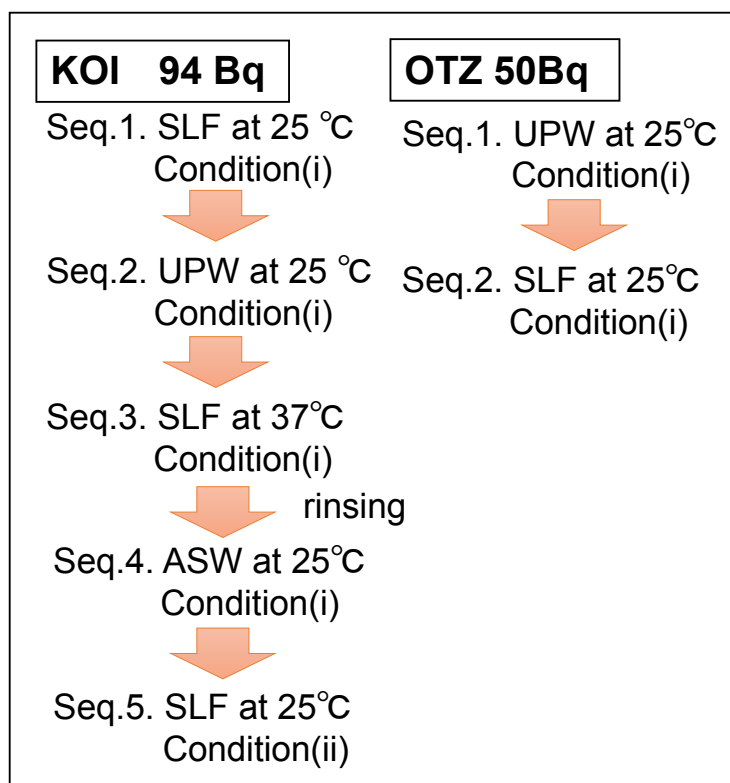 KOI 94 Bq
Seq.1. SLF at 25 ℃
Condition(i)
Seq.2. UPW at 25 ℃
Condition(i)
Seq.3. SLF at 37℃
Condition(i)
rinsing
Seq.4. ASW at 25℃
Condition(i)
Seq.5. SLF at 25℃
Condition(ii)
OTZ 50Bq
Seq.1. UPW at 25℃
Condition(i)
Seq.2. SLF at 25℃
Condition(i)